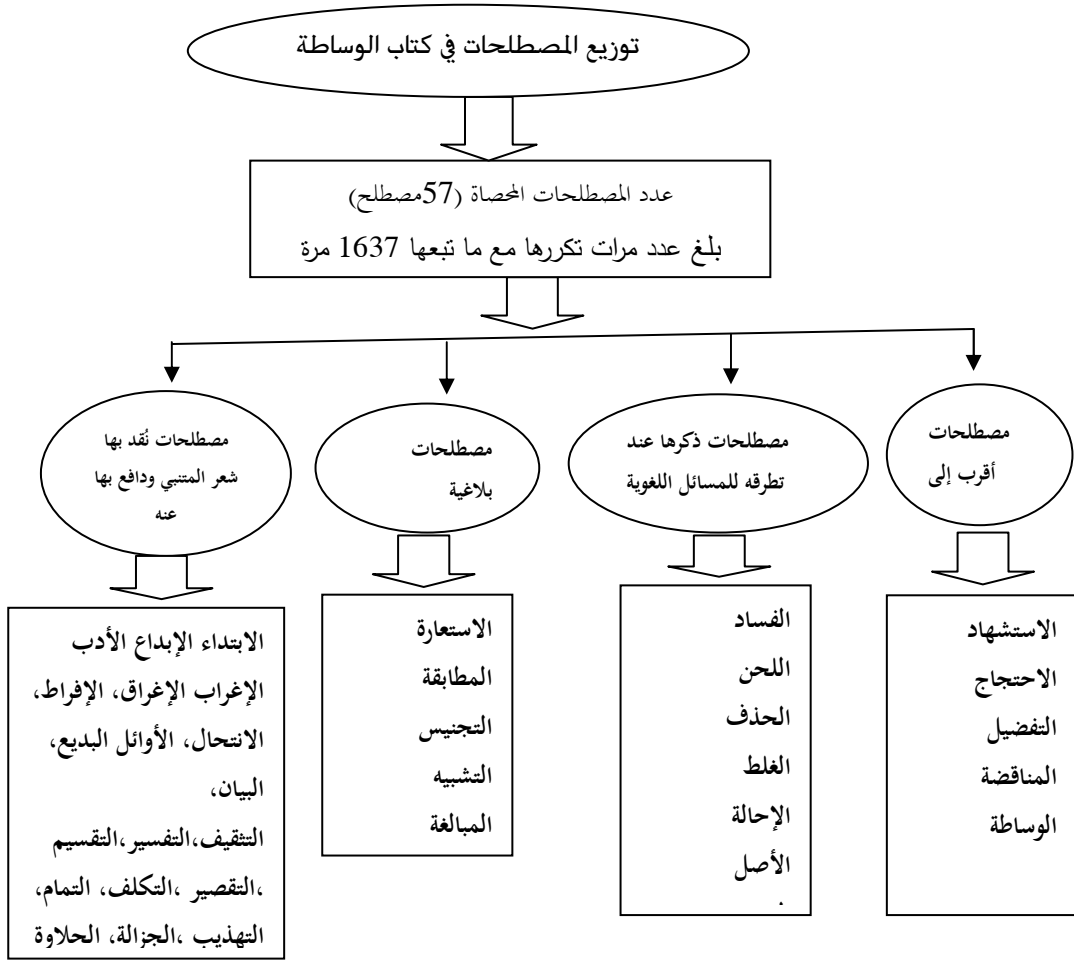 توزيع المصطلحات في كتاب الوساطة
عدد المصطلحات المحصاة (57مصطلح)
بلغ عدد مرات تكررها مع ما تبعها 1637 مرة
مصطلحات
أقرب إلى
مصطلحات ذكرها عند
تطرقه للمسائل اللغوية
مصطلحات
بلاغية
مصطلحات نُقد بها
شعر المتنبي ودافع بها
عنه
الاستشهاد
الاحتجاج
التفضيل
المناقضة
الوساطة
الفساد
اللحن
الحذف
الغلط
الإحالة
الأصل
الاستعارة
المطابقة
التجنيس
التشبيه
المبالغة
الابتداء الإبداع الأدب
الإغراب الإغراق، الإفراط،
الانتحال، الأوائل البديع،
البيان،
التثقيف،التفسير،التقسيم
،التقصير ،التكلف، التمام،
التهذيب ،الجزالة، الحلاوة